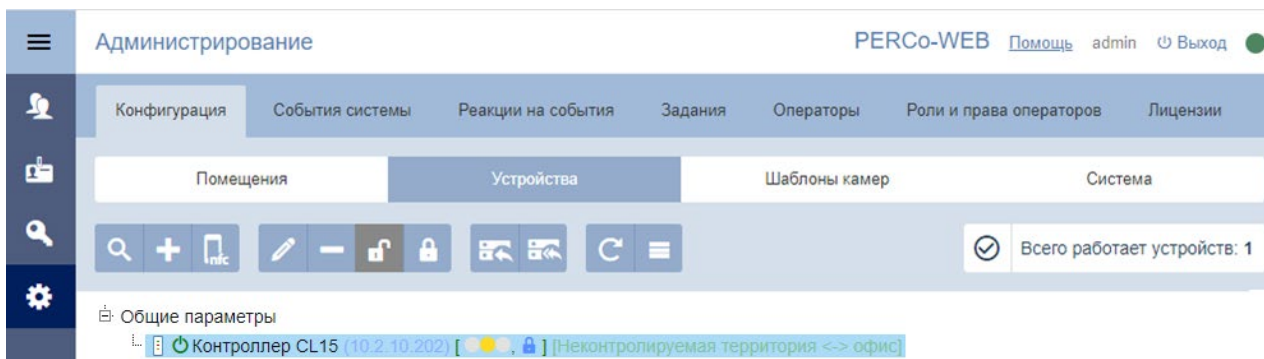 Администрирование PERCo-WEB Помощь admin Выход
Конфигурация События системы Реакции на события Задания Операторы Роли и права операторов Лицензии
Помещения Устройства Шаблоны камер Система
nfc Всего работает устройств: 1
Общие параметры
Контроллер CL15 (10.2.10.202) [ , ] [Неконтролируемая территория <-> офис]